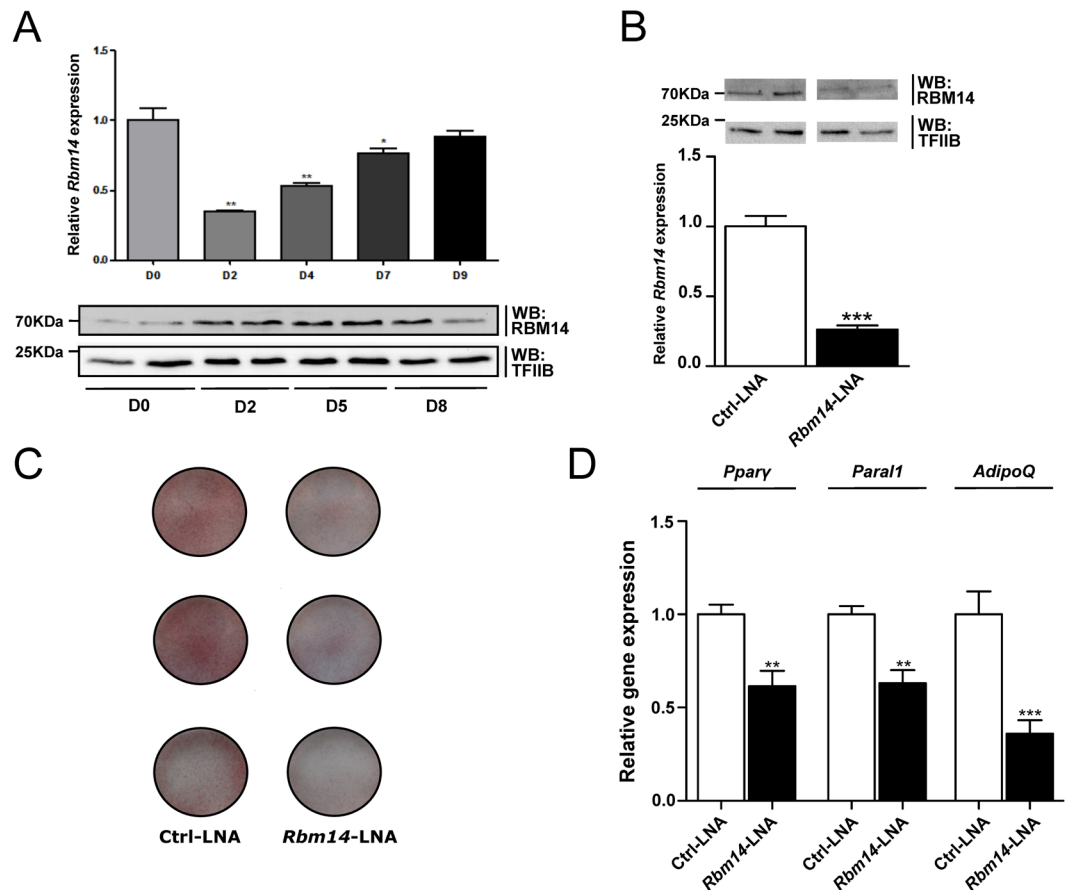 A
Relative Rbm14 expression
1.5
1.0
0.5
0.0
**
**
*
D0 D2 D4 D7 D9
70KDa
WB:
RBM14
25KDa
WB:
TFIIB
D0 D2 D5 D8
B
70KDa
WB:
RBM14
25KDa
WB:
TFIIB
Relative Rbm14 expression
1.5
1.0
0.5
0.0
***
Ctrl-LNA
Rbm14-LNA
C
Ctrl-LNA Rbm14-LNA
D
Pparγ Paral1 AdipoQ
Relative gene expression
1.5
1.0
0.5
0.0
**
**
***
Ctrl-LNA
Rbm14-LNA
Ctrl-LNA
Rbm14-LNA
Ctrl-LNA
Rbm14-LNA